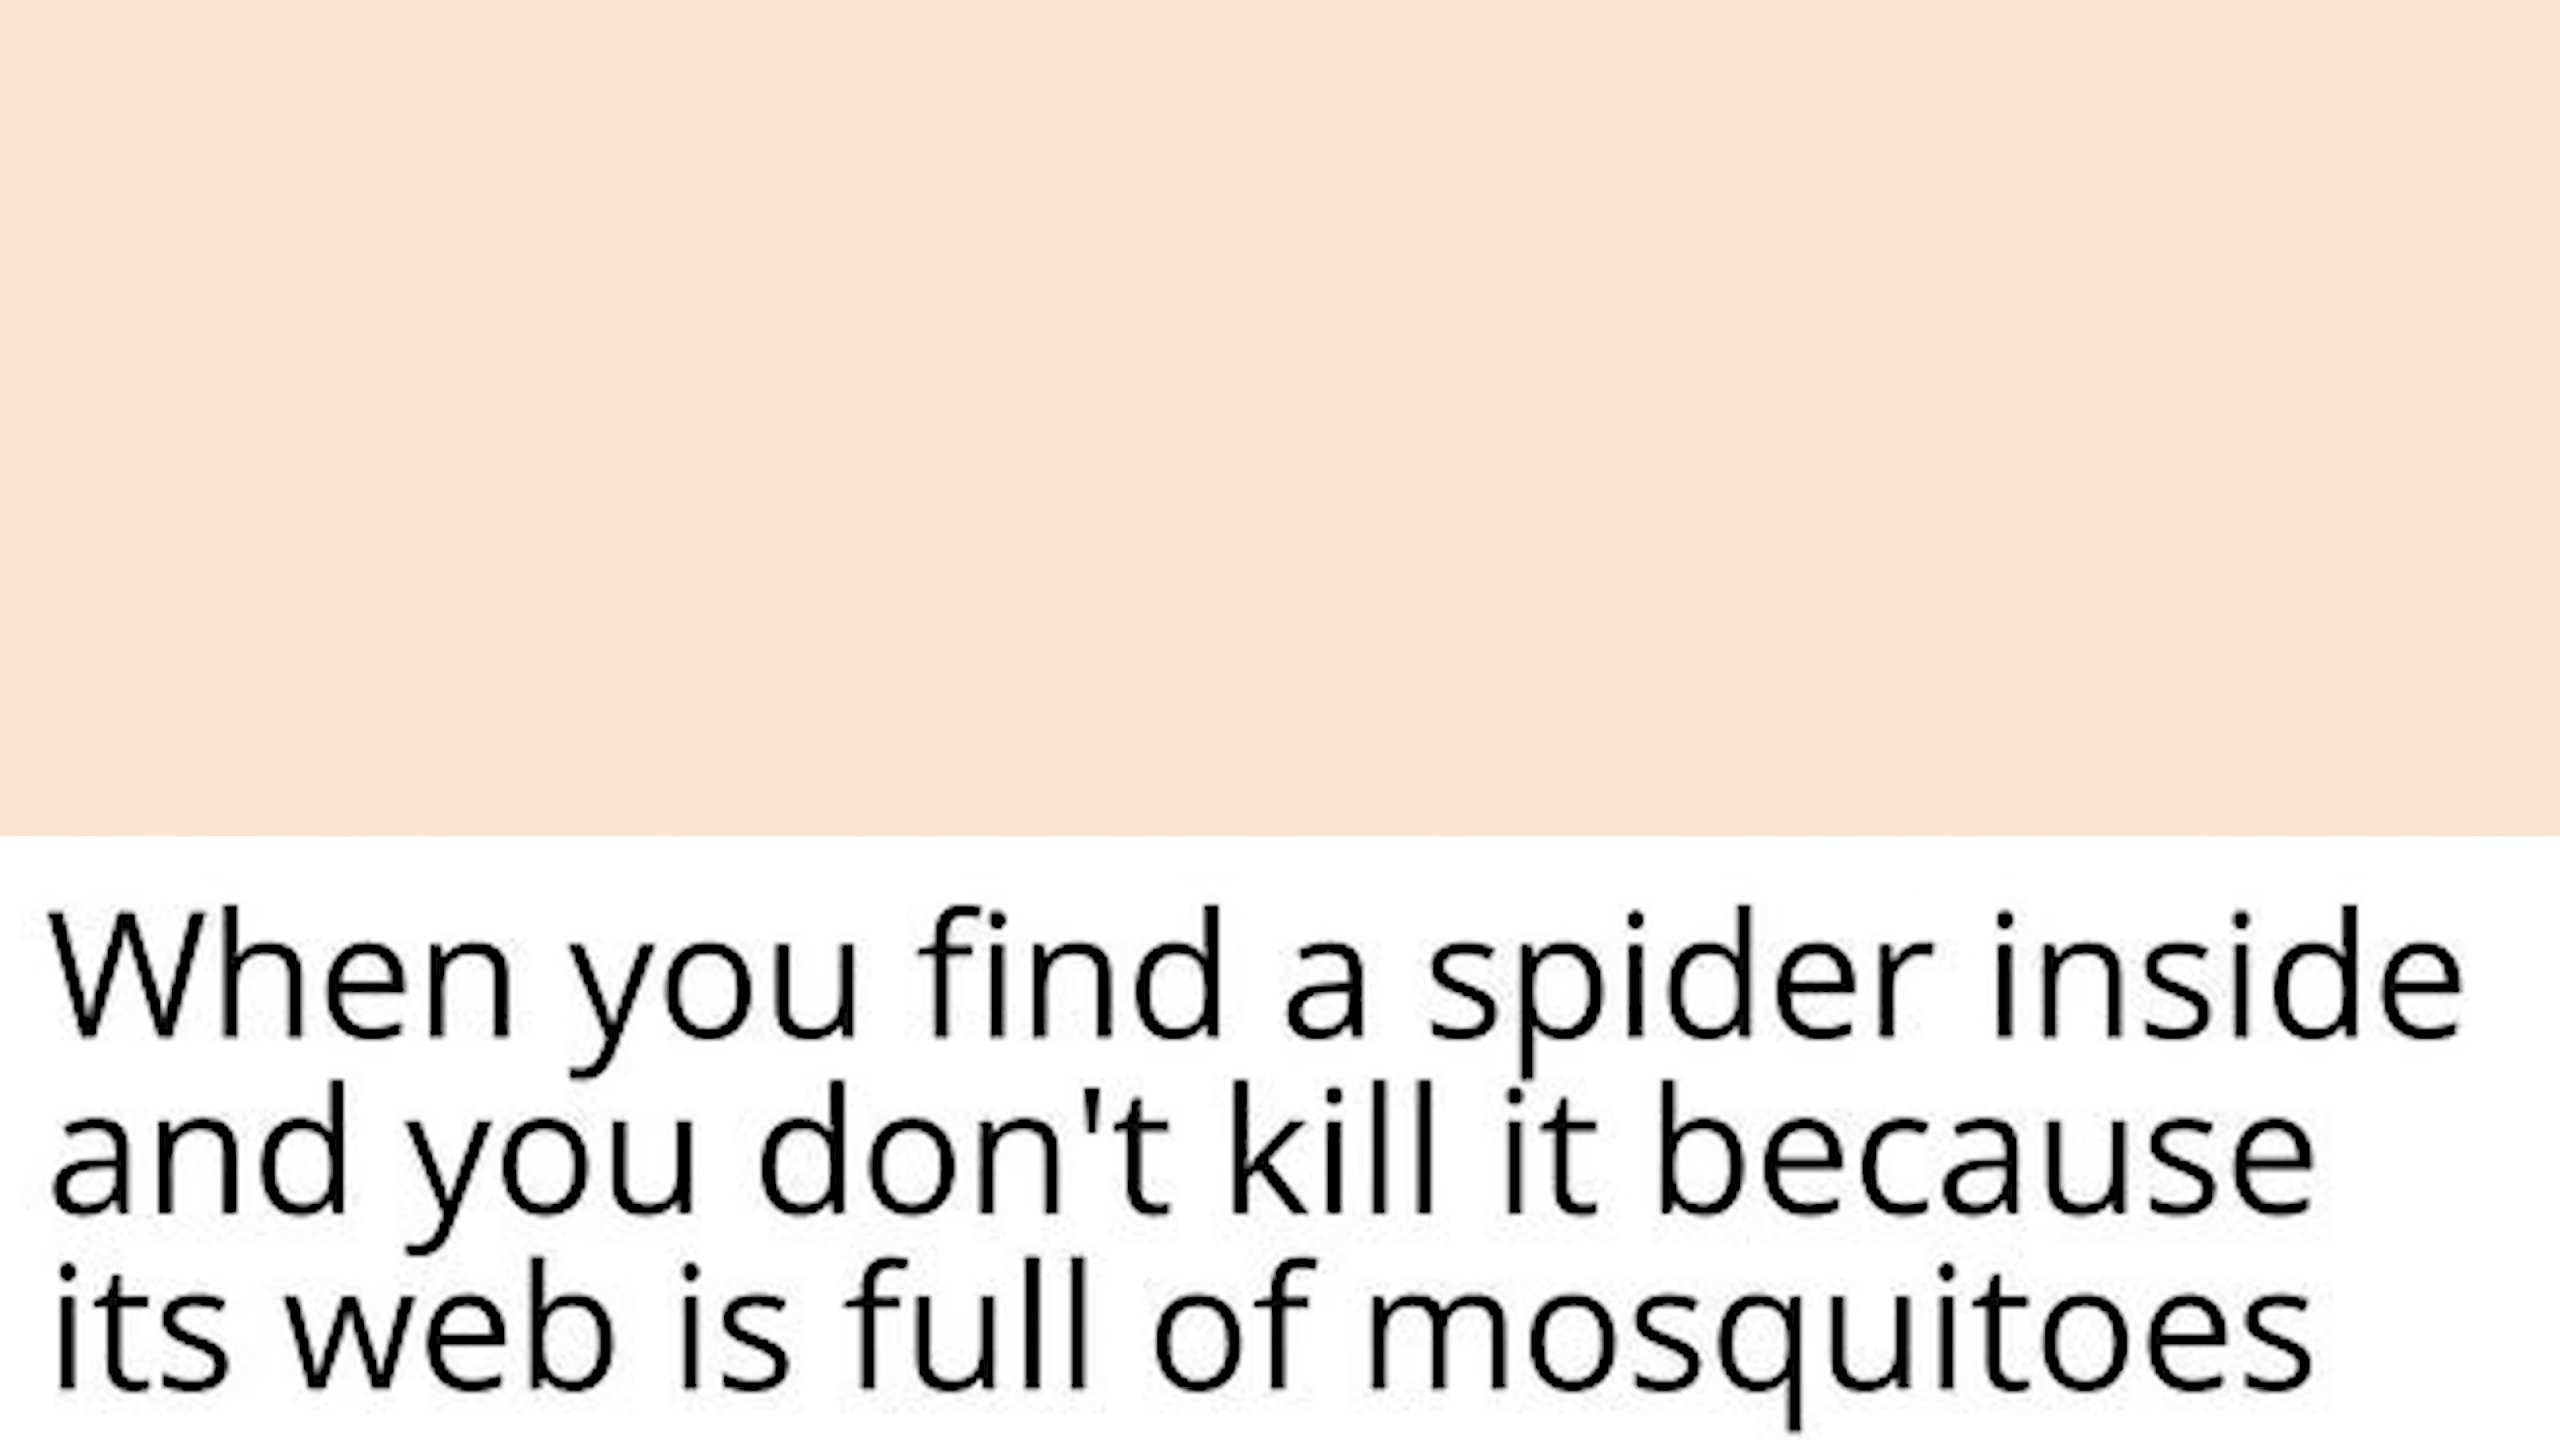 When you find a spider inside
and you don't kill it because
its web is full of mosquitoes